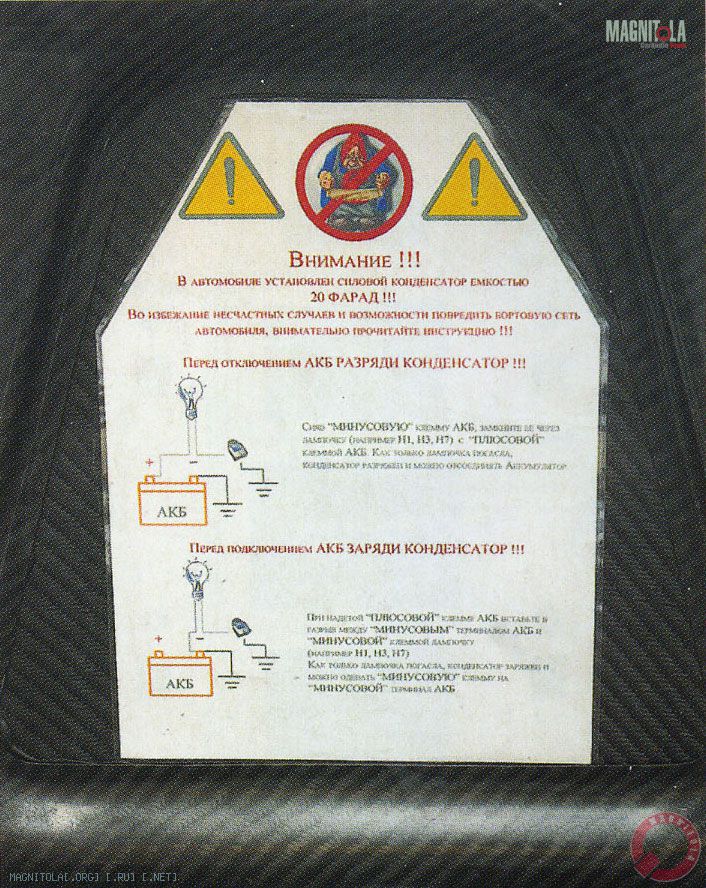 MAGNITOLA
Внимание !!!
В автомобиле установлен силовой конденсатор емкостью
20 ФАРАД !!!
Во избежание несчастных случаев и возможности повредить бортовую сеть
автомобиля, внимательно прочитайте инструкцию !!!
Перед отключением АКБ РАЗРЯДИ КОНДЕНСАТОР !!!
Сняв "МИНУСОВУЮ" клемму АКБ, замкните ее через
лампочку (например H1, H3, H7) с "ПЛЮСОВОЙ"
клеммой АКБ. Как только лампочка погасла,
конденсатор разряжен и можно отсоединять Аккумулятор
+
–
АКБ
Перед подключением АКБ ЗАРЯДИ КОНДЕНСАТОР !!!
При надетой "ПЛЮСОВОЙ" клемме АКБ вставьте в
разрыв между "МИНУСОВЫМ" терминалом АКБ и
"МИНУСОВОЙ" клеммой лампочку
(например H1, H3, H7)
Как только лампочка погасла, конденсатор заряжен и
можно одевать "МИНУСОВУЮ" клемму на
"МИНУСОВОЙ" терминал АКБ
+
–
АКБ
MAGNITOLA[.ORG] [.RU] [.NET]